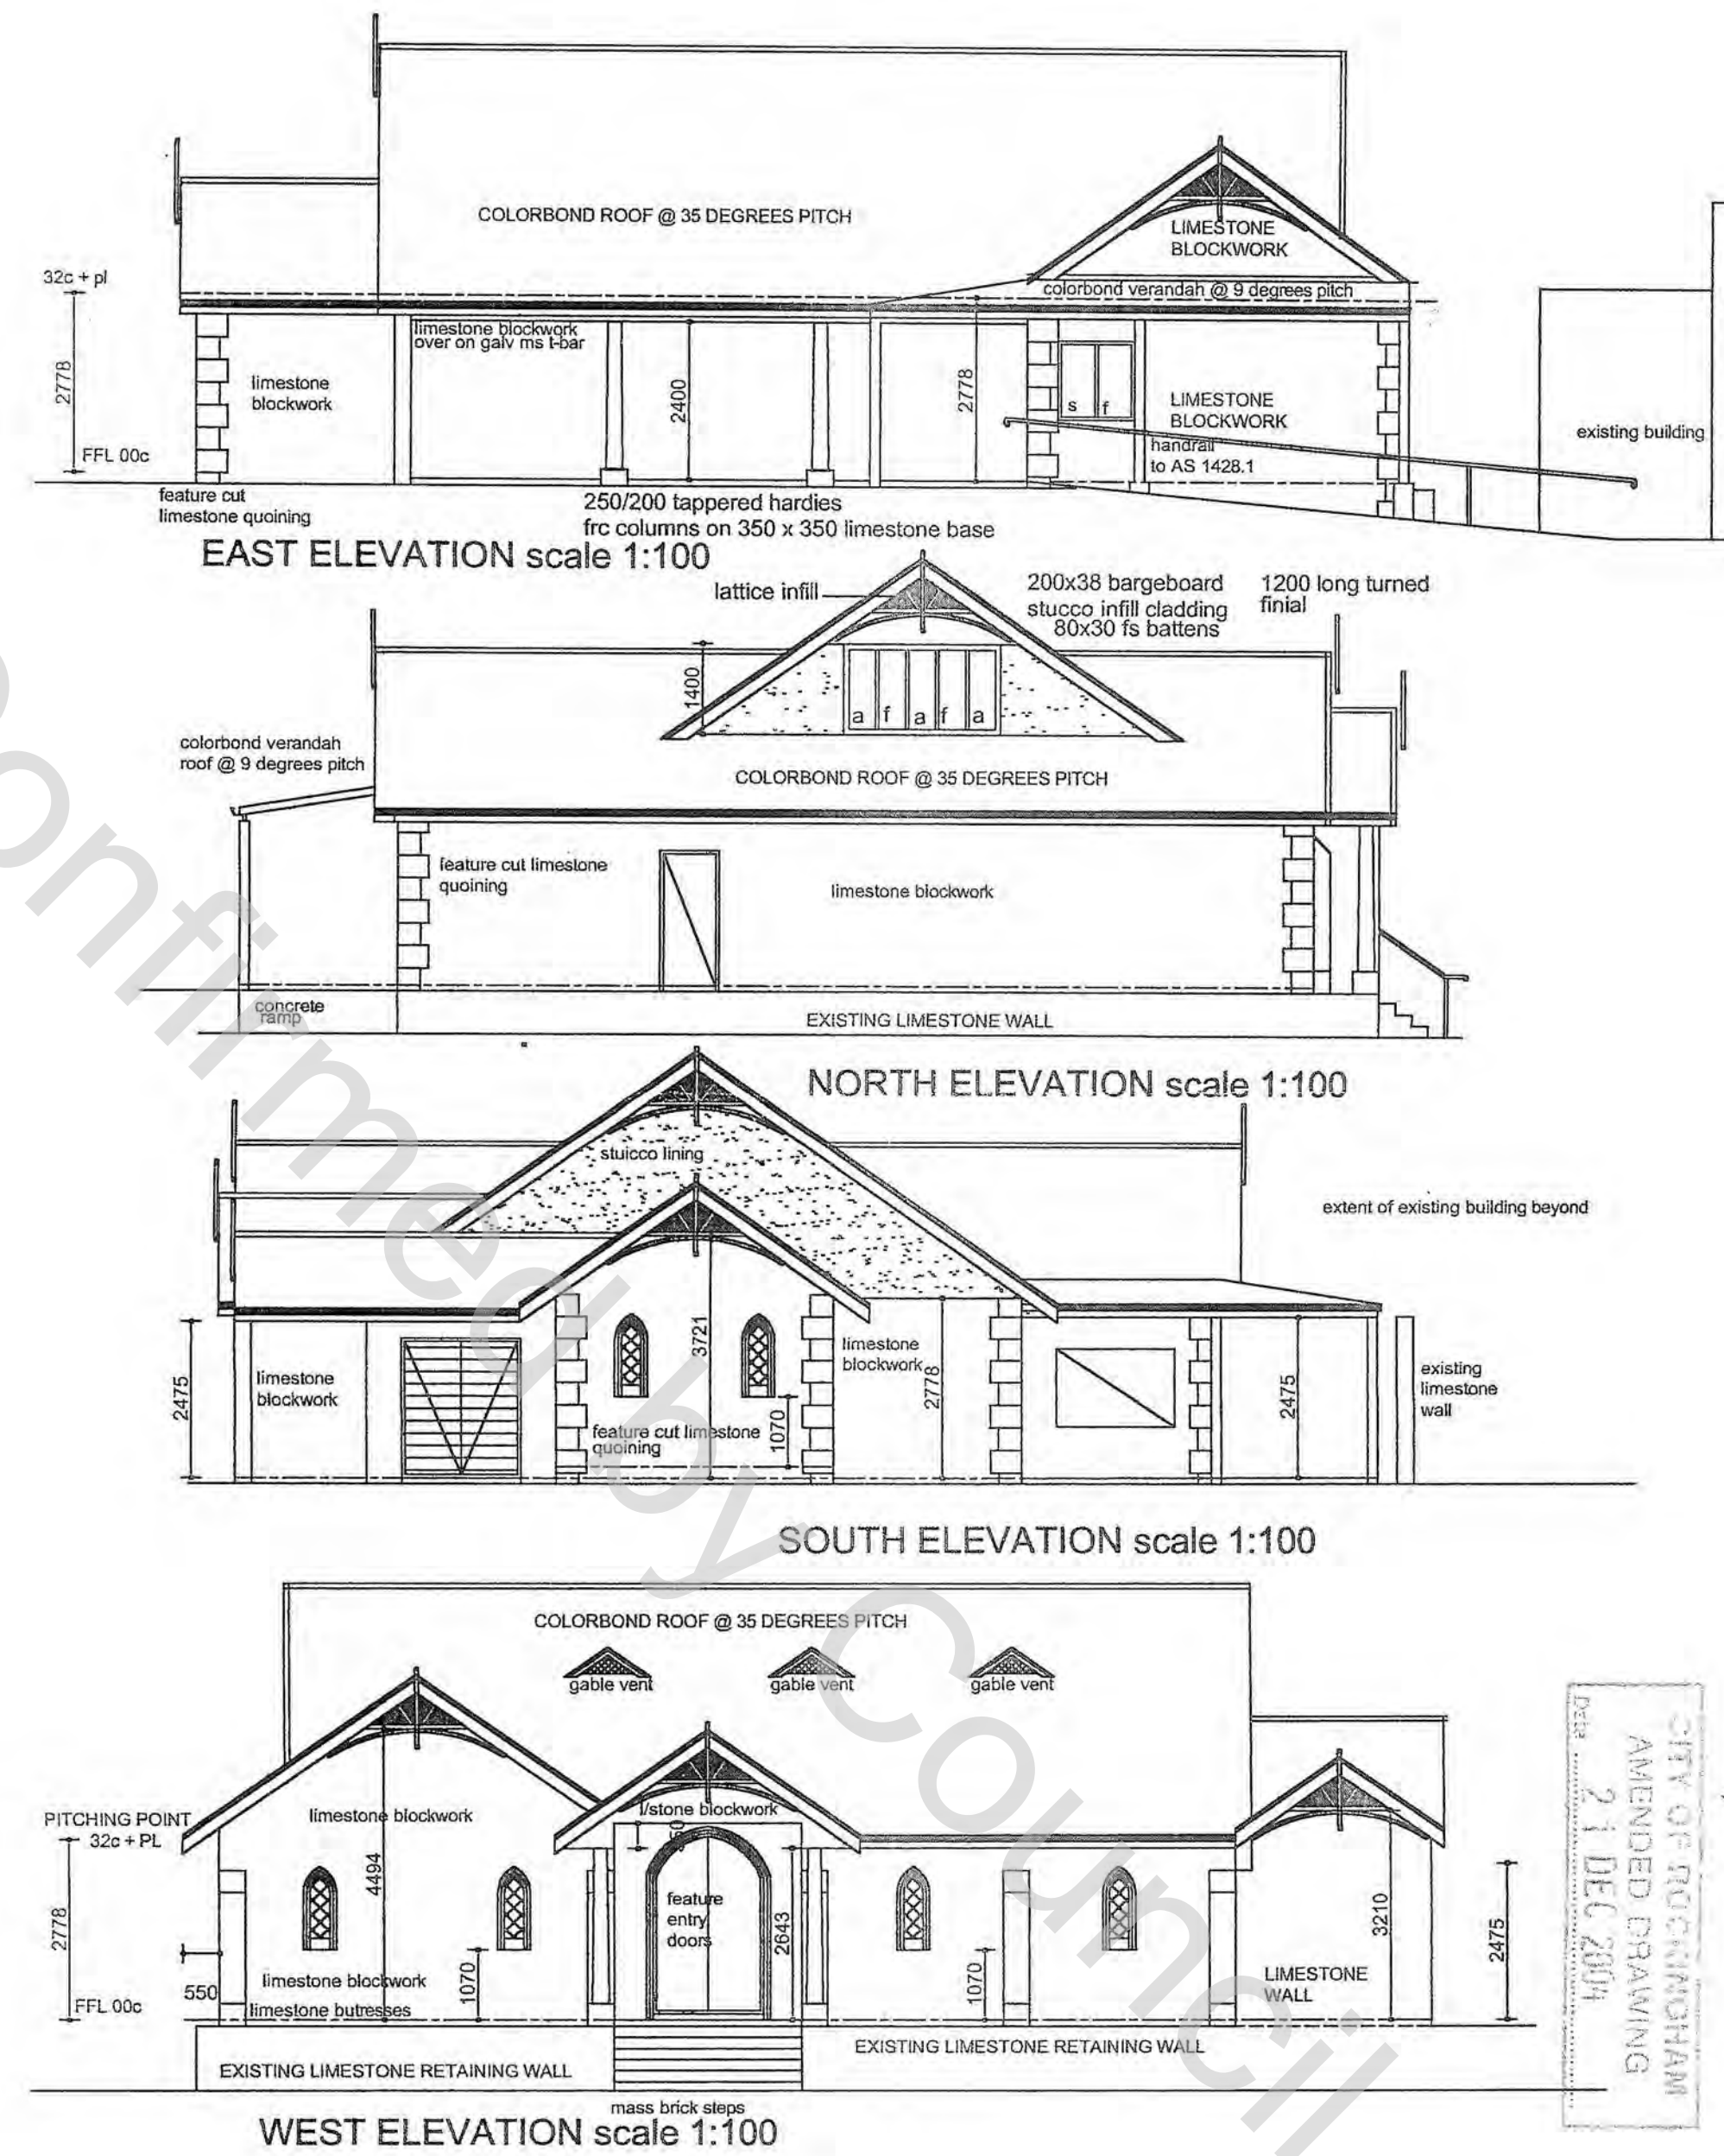 COLORBOND ROOF @ 35 DEGREES PITCH
LIMESTONE
BLOCKWORK
32c + pl
colorbond verandah @ 9 degrees pitch
limestone blockwork
over on galv ms t-bar
limestone
blockwork
2778
2400
2778
s f
LIMESTONE
BLOCKWORK
handrail
to AS 1428.1
existing building
FFL 00c
feature cut
limestone quoining
250/200 tappered hardies
frc columns on 350 x 350 limestone base
EAST ELEVATION scale 1:100
lattice infill
200x38 bargeboard
stucco infill cladding
80x30 fs battens
1200 long turned
finial
1400
a f a f a
colorbond verandah
roof @ 9 degrees pitch
COLORBOND ROOF @ 35 DEGREES PITCH
feature cut limestone
quoining
limestone blockwork
concrete
ramp
EXISTING LIMESTONE WALL
NORTH ELEVATION scale 1:100
stuicco lining
extent of existing building beyond
2475
limestone
blockwork
3721
limestone
blockwork
2778
feature cut limestone
quoining
1070
2475
existing
limestone
wall
SOUTH ELEVATION scale 1:100
COLORBOND ROOF @ 35 DEGREES PITCH
gable vent
gable vent
gable vent
PITCHING POINT
32c + PL
limestone blockwork
l/stone blockwork
4494
2778
feature
entry
doors
2643
3210
2475
1070
1070
550
limestone blockwork
limestone butresses
FFL 00c
LIMESTONE
WALL
EXISTING LIMESTONE RETAINING WALL
EXISTING LIMESTONE RETAINING WALL
mass brick steps
WEST ELEVATION scale 1:100
CITY OF ROCKINGHAM
AMENDED DRAWING
Date
DEC 2004
onfirmed by Council